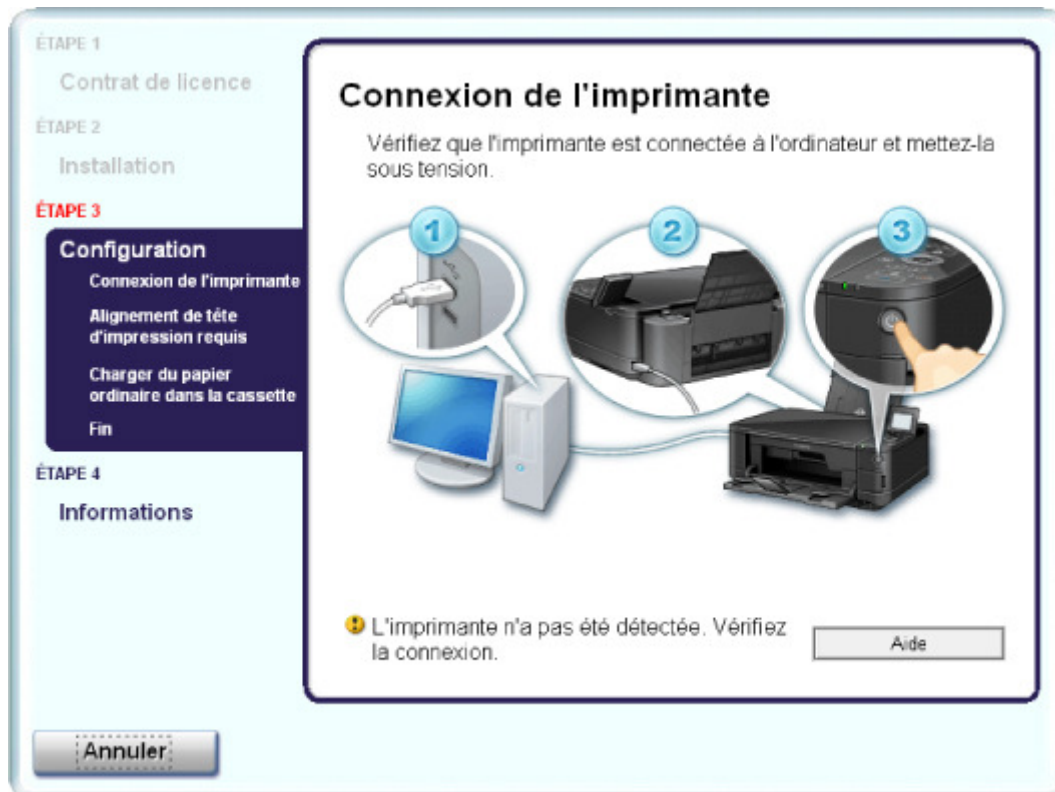 ÉTAPE 1
Contrat de licence
ÉTAPE 2
Installation
ÉTAPE 3
Configuration
Connexion de l'imprimante
Alignement de tête
d'impression requis
Charger du papier
ordinaire dans la cassette
Fin
ÉTAPE 4
Informations
Connexion de l'imprimante
Vérifiez que l'imprimante est connectée à l'ordinateur et mettez-la
sous tension.
1
2
3
L'imprimante n'a pas été détectée. Vérifiez
la connexion.
Aide
Annuler